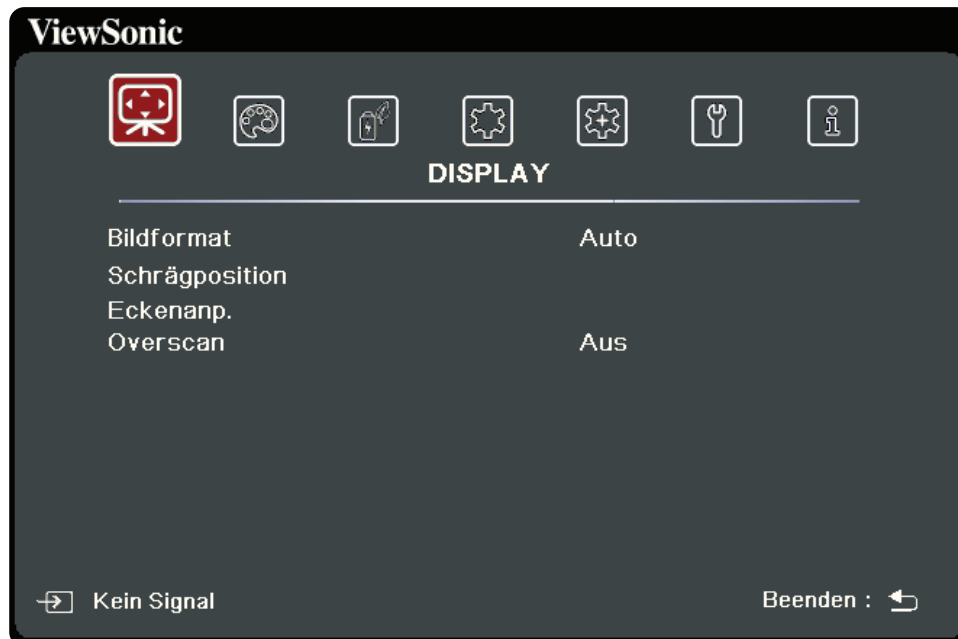 ViewSonic
DISPLAY
Bildformat Auto
Schrägposition
Eckenanp.
Overscan Aus
Kein Signal Beenden :